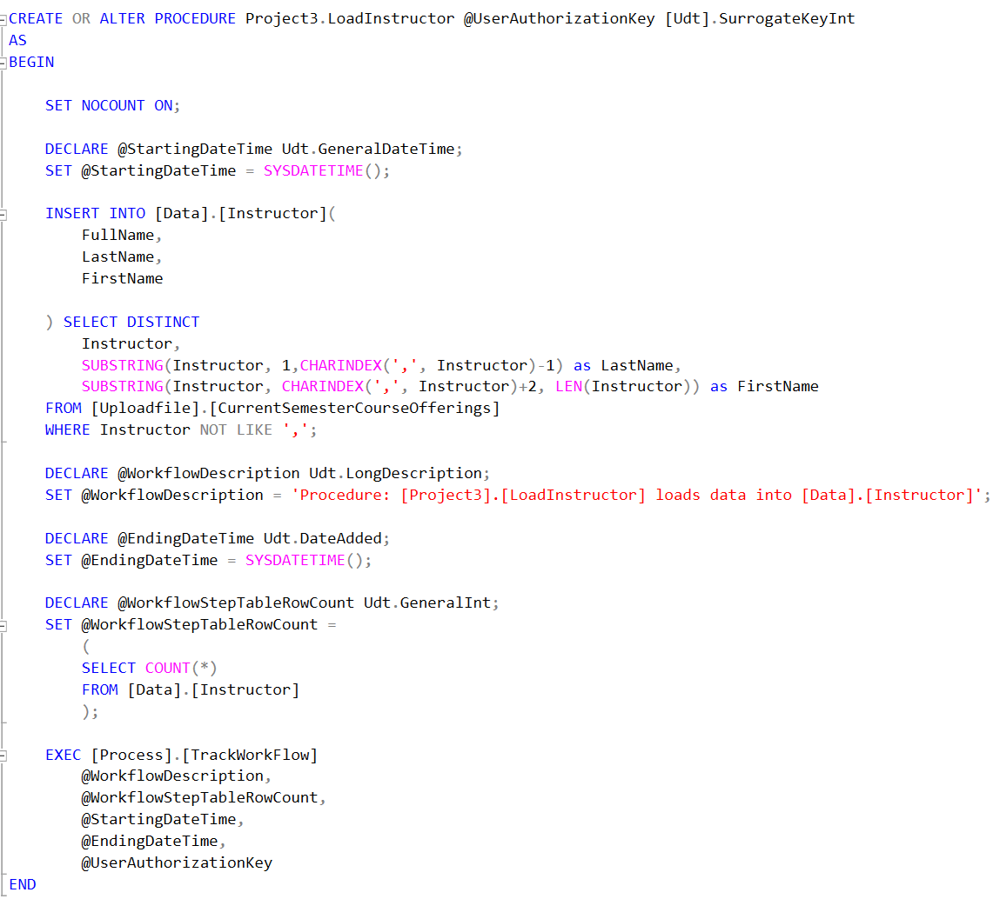 CREATE OR ALTER PROCEDURE Project3.LoadInstructor @UserAuthorizationKey [Udt].SurrogateKeyInt
AS
BEGIN
SET NOCOUNT ON;
DECLARE @StartingDateTime Udt.GeneralDateTime;
SET @StartingDateTime = SYSDATETIME();
INSERT INTO [Data].[Instructor](
FullName,
LastName,
FirstName
) SELECT DISTINCT
Instructor,
SUBSTRING(Instructor, 1,CHARINDEX(',', Instructor)-1) as LastName,
SUBSTRING(Instructor, CHARINDEX(',', Instructor)+2, LEN(Instructor)) as FirstName
FROM [Uploadfile].[CurrentSemesterCourseOfferings]
WHERE Instructor NOT LIKE ',';
DECLARE @WorkflowDescription Udt.LongDescription;
SET @WorkflowDescription = 'Procedure: [Project3].[LoadInstructor] loads data into [Data].[Instructor]';
DECLARE @EndingDateTime Udt.DateAdded;
SET @EndingDateTime = SYSDATETIME();
DECLARE @WorkflowStepTableRowCount Udt.GeneralInt;
SET @WorkflowStepTableRowCount =
(
SELECT COUNT(*)
FROM [Data].[Instructor]
);
EXEC [Process].[TrackWorkFlow]
@WorkflowDescription,
@WorkflowStepTableRowCount,
@StartingDateTime,
@EndingDateTime,
@UserAuthorizationKey
END